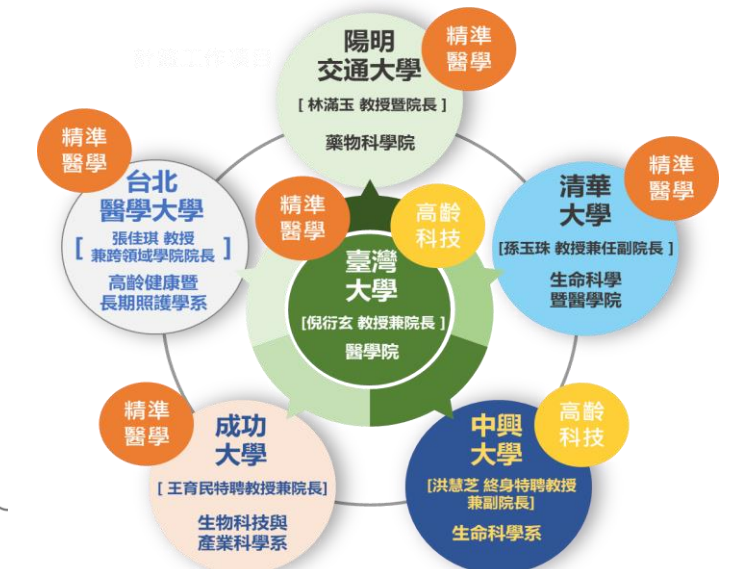 計畫工作項目
陽明
交通大學
[ 林滿玉 教授暨院長 ]
藥物科學院
精準
醫學
精準
醫學
台北
醫學大學
[ 張佳琪 教授
兼跨領域學院院長 ]
高齡健康暨
長期照護學系
精準
醫學
高齡
科技
臺灣
大學
[倪衍玄 教授兼院長 ]
醫學院
精準
醫學
清華
大學
[孫玉珠 教授兼任副院長 ]
生命科學
暨醫學院
精準
醫學
成功
大學
[ 王育民特聘教授兼院長]
生物科技與
產業科學系
高齡
科技
中興
大學
[洪慧芝 終身特聘教授
兼副院長]
生命科學系